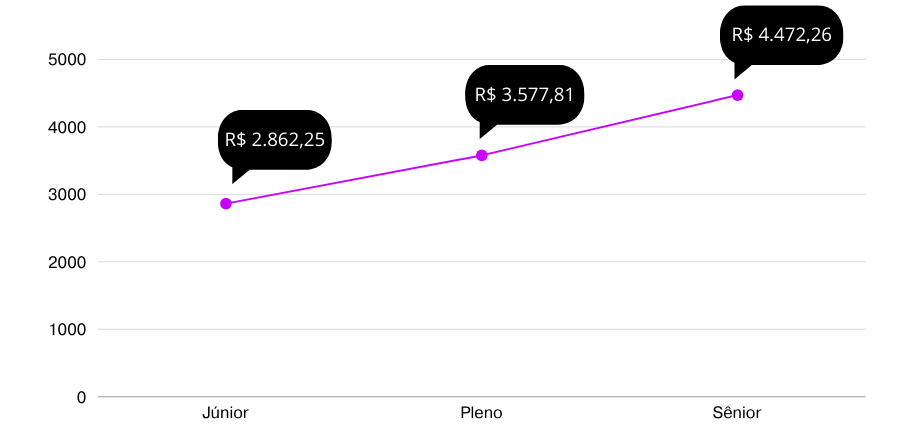 R$ 4.472,26
5000
R$ 3.577,81
4000
R$ 2.862,25
3000
2000
1000
0
Júnior
Pleno
Sênior